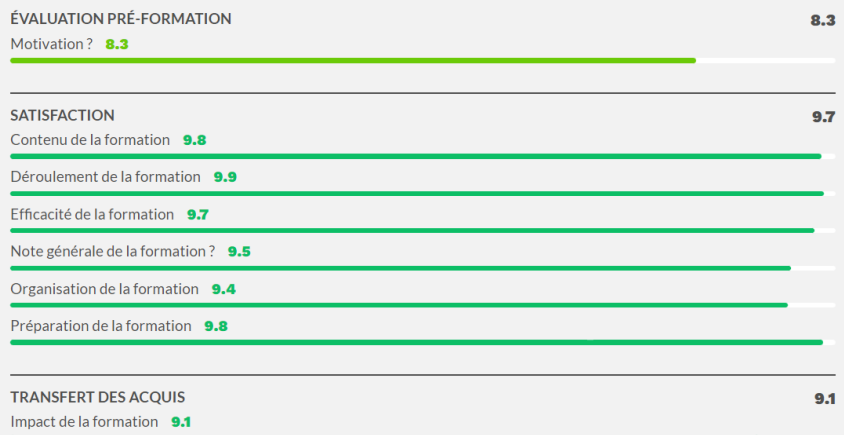 ÉVALUATION PRÉ-FORMATION 8.3
Motivation ? 8.3
SATISFACTION 9.7
Contenu de la formation 9.8
Déroulement de la formation 9.9
Efficacité de la formation 9.7
Note générale de la formation ? 9.5
Organisation de la formation 9.4
Préparation de la formation 9.8
TRANSFERT DES ACQUIS 9.1
Impact de la formation 9.1